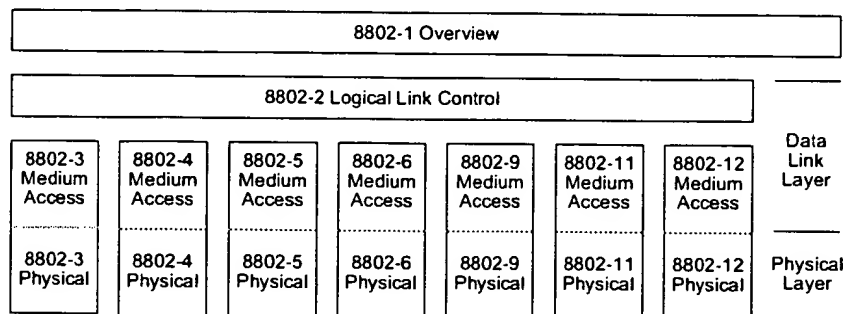 8802-1 Overview
8802-2 Logical Link Control
Data
Link
Layer
8802-3
Medium
Access
8802-4
Medium
Access
8802-5
Medium
Access
8802-6
Medium
Access
8802-9
Medium
Access
8802-11
Medium
Access
8802-12
Medium
Access
8802-3
Physical
8802-4
Physical
8802-5
Physical
8802-6
Physical
8802-9
Physical
8802-11
Physical
8802-12
Physical
Physical
Layer